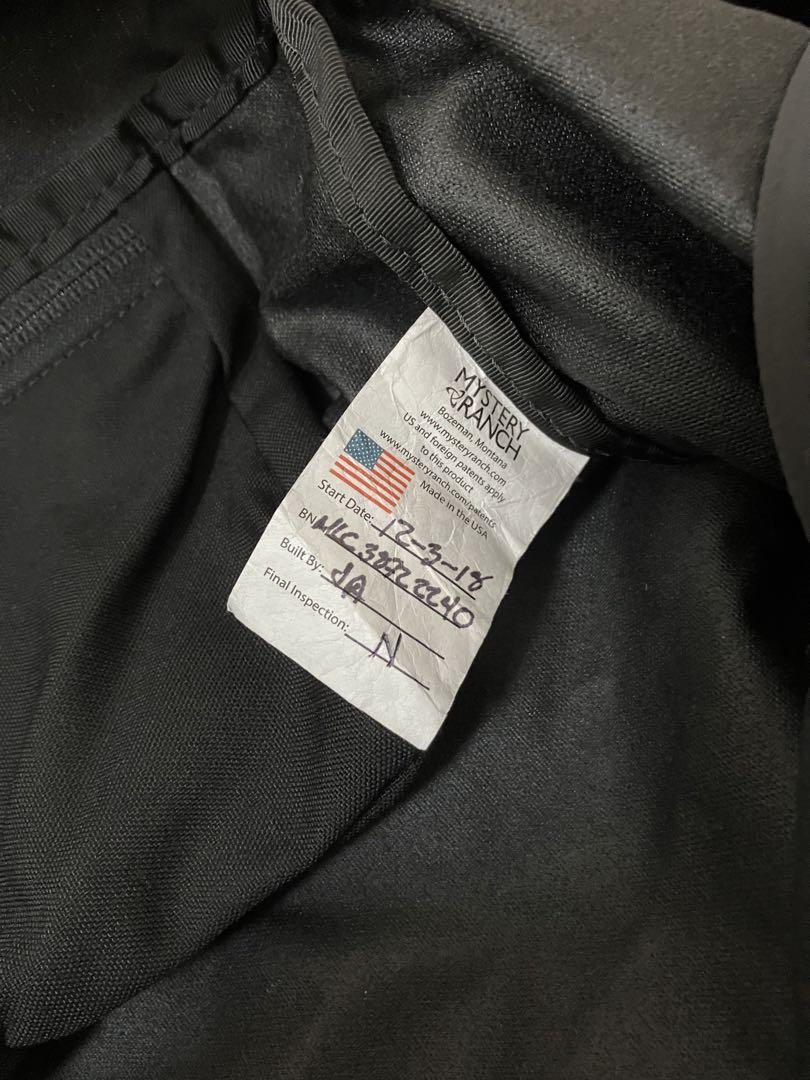 MYSTERY
RANCH
Bozeman, Montana
www.mysteryranch.com
US and foreign patents apply
to this product
www.mysteryranch.com/patents
Made in the USA
Start Date: 12-3-18
BN
Built By: JA
Final Inspection: N